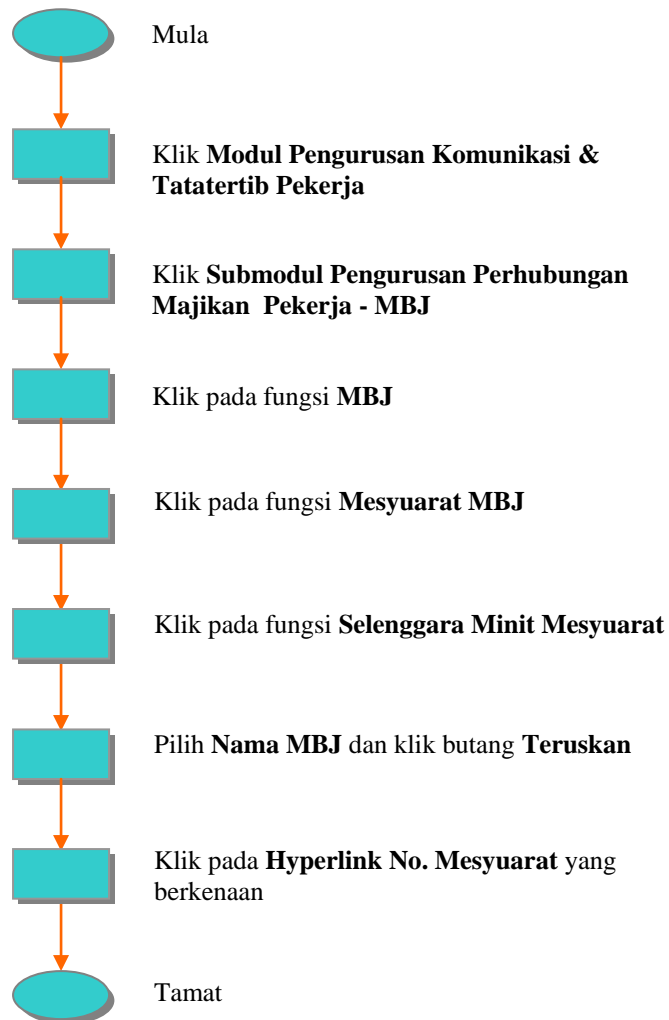 Mula
Klik Modul Pengurusan Komunikasi &
Tatatertib Pekerja
Klik Submodul Pengurusan Perhubungan
Majikan  Pekerja - MBJ
Klik pada fungsi MBJ
Klik pada fungsi Mesyuarat MBJ
Klik pada fungsi Selenggara Minit Mesyuarat
Pilih Nama MBJ dan klik butang Teruskan
Klik pada Hyperlink No. Mesyuarat yang
berkenaan
Tamat